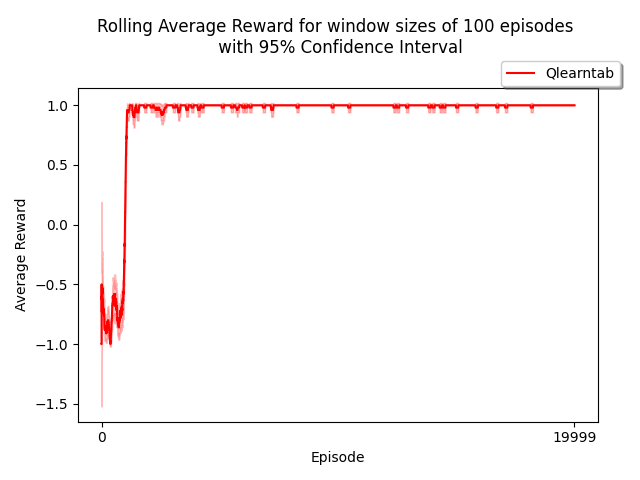 Rolling Average Reward for window sizes of 100 episodes
with 95% Confidence Interval
Qlearntab
1.0
0.5
0.0
−0.5
−1.0
−1.5
Average Reward
0
19999
Episode